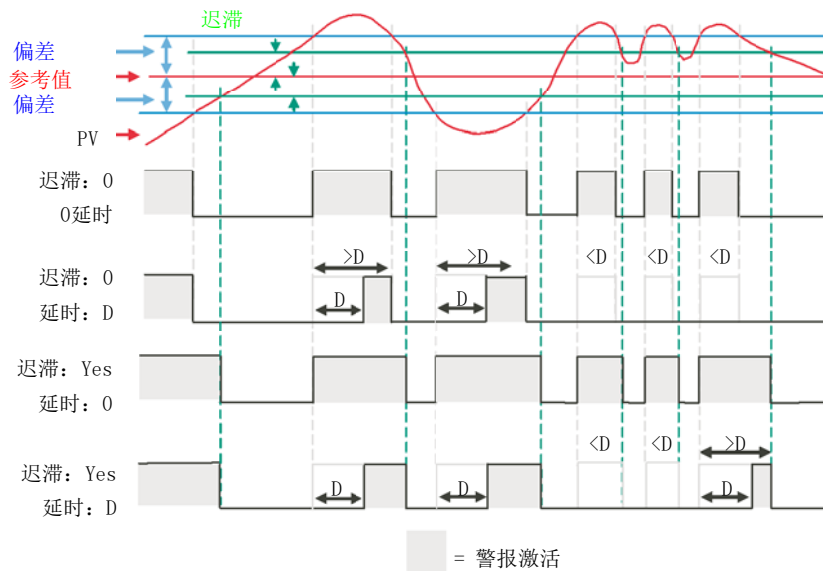 迟滞
偏差
参考值
偏差
PV
迟滞: 0
0延时
>D
>D
<D
<D
<D
迟滞: 0
D
D
延时: D
迟滞: Yes
延时: 0
<D
<D
>D
迟滞: Yes
D
D
D
延时: D
= 警报激活